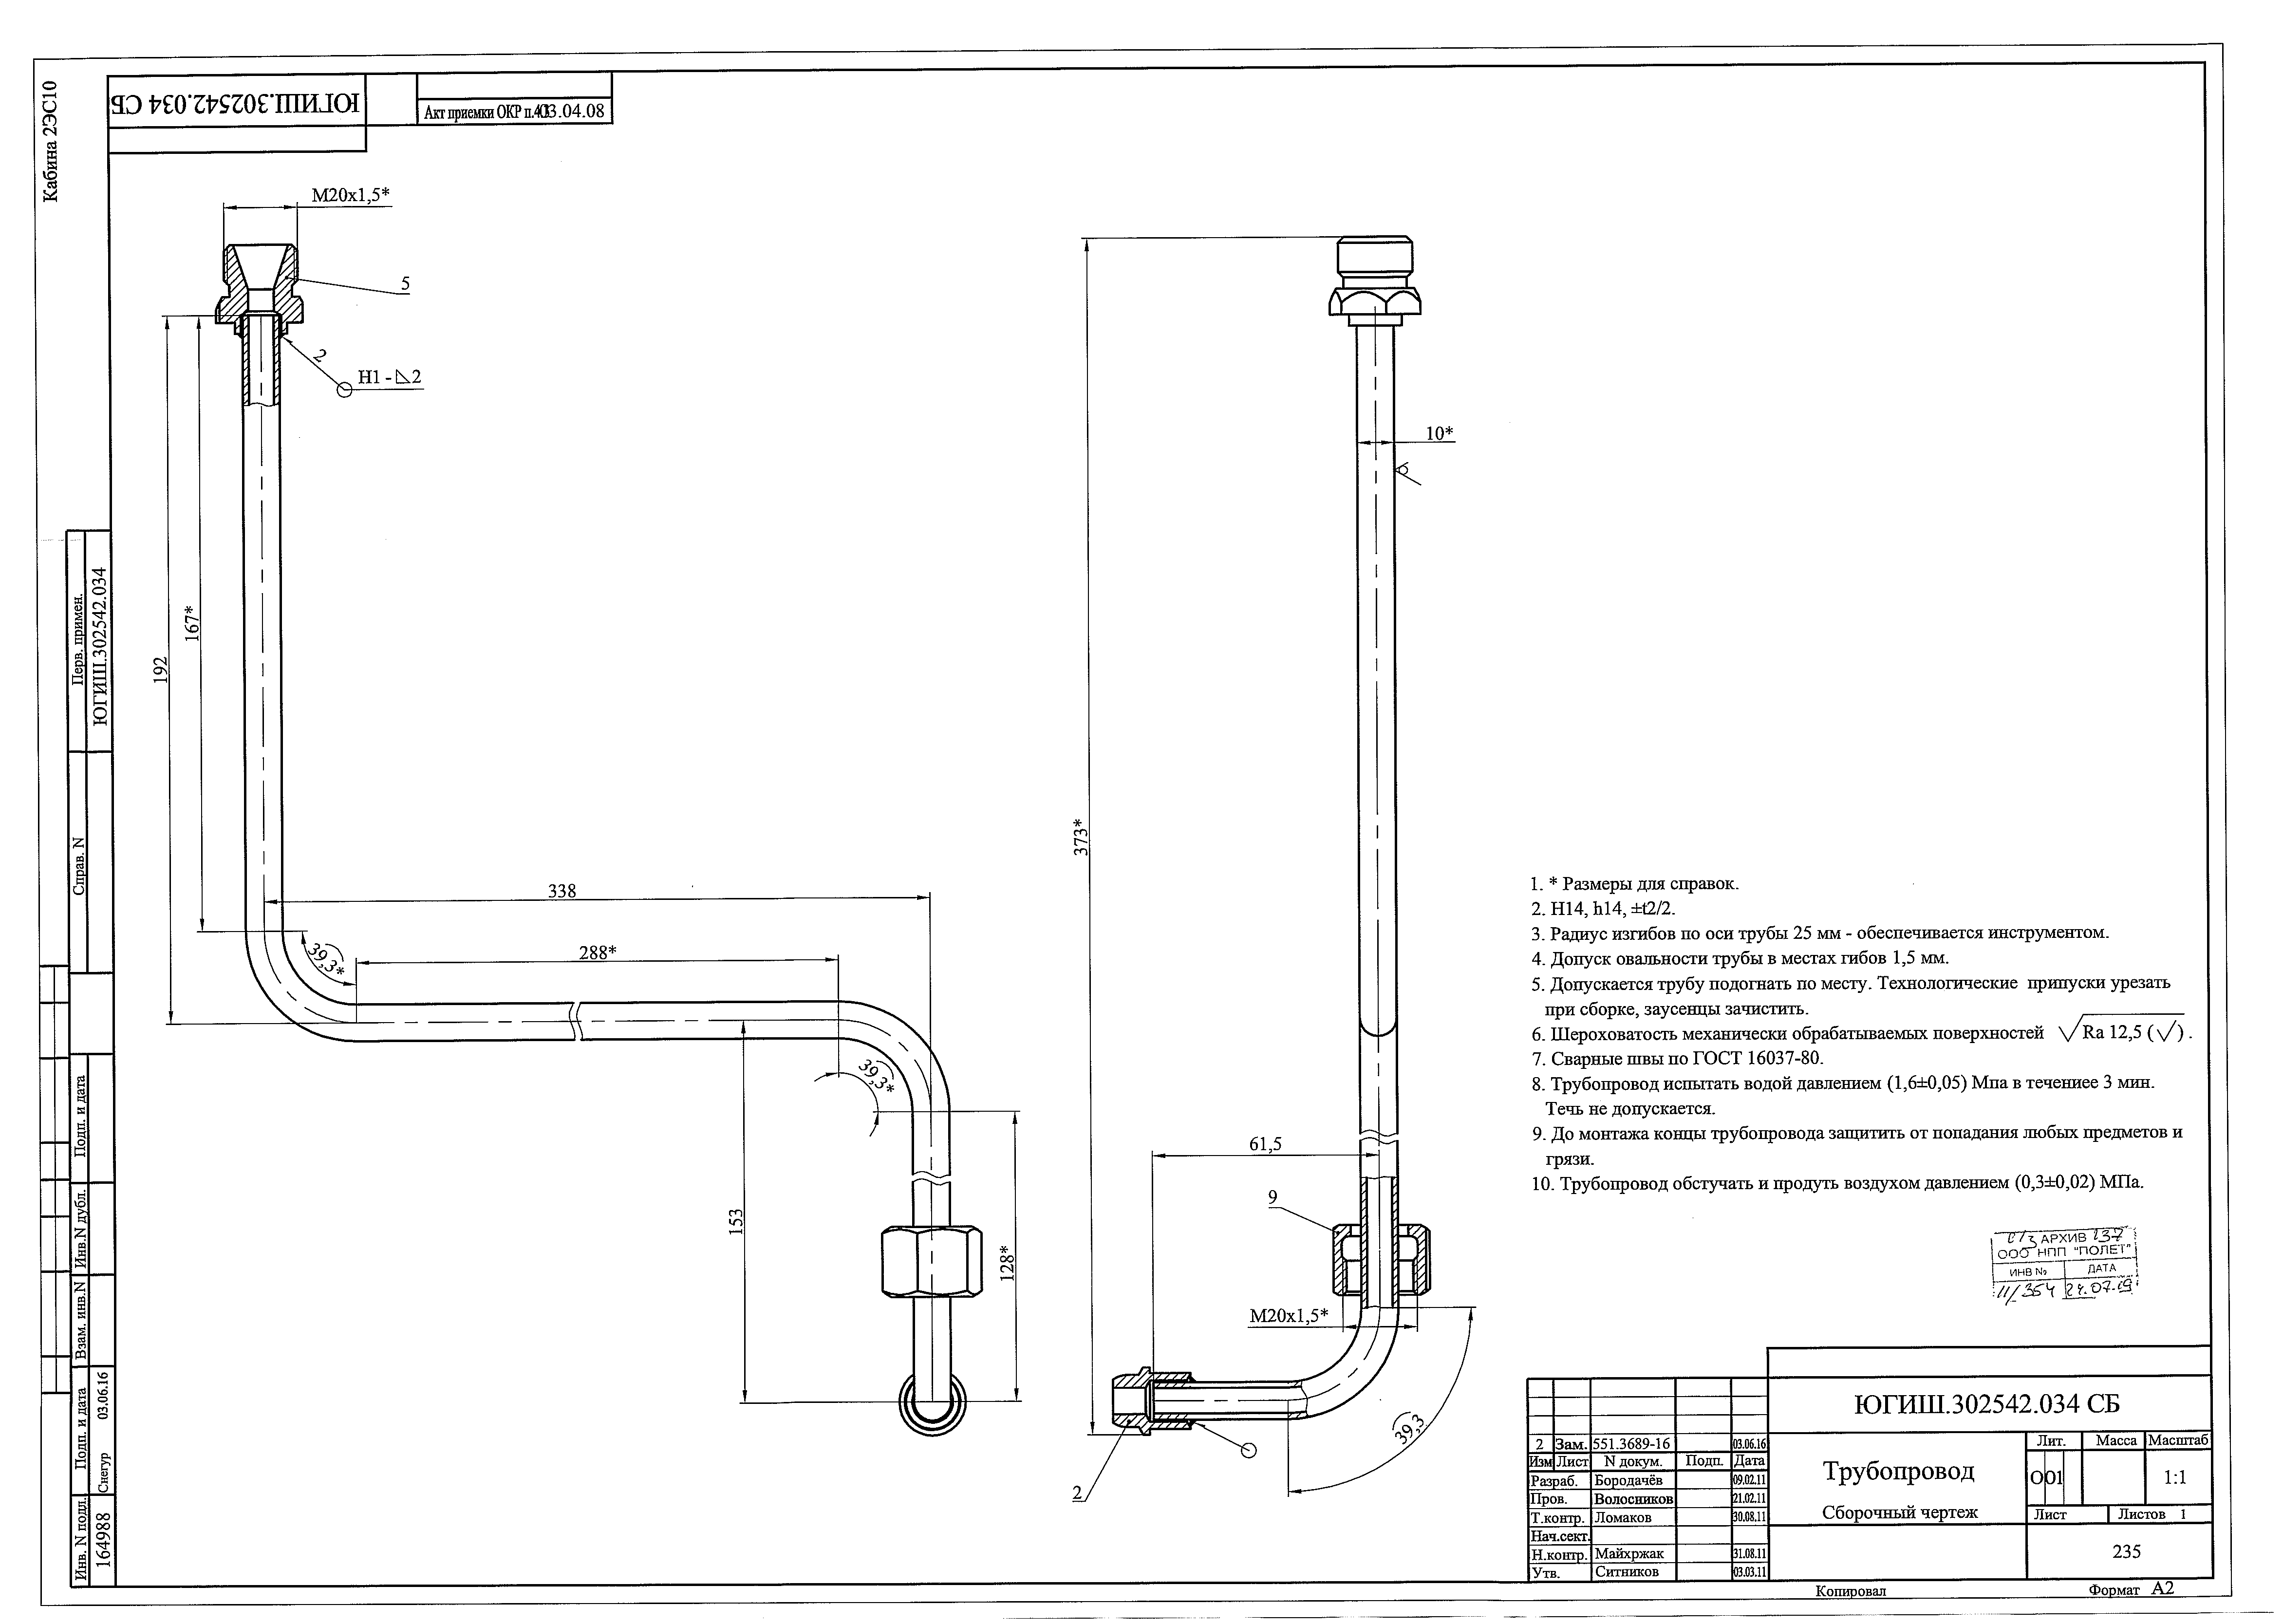 Кабина 2ЭС10
ЮГИШ.302542.034 СБ
Акт приемки ОКР п.4 03.04.08
Перв. примен.
ЮГИШ.302542.034
Справ. N
Подп. и дата
Инв.N дубл.
Взам. инв.N
Подп. и дата
Снегур 03.06.16
Инв. N подл.
164988
M20x1,5*
5
2
Н1 - ◺2
192
167*
338
39,3*
288*
39,3*
153
128*
373*
10*
61,5
9
M20x1,5*
39,3
2
1. * Размеры для справок.
2. H14, h14, ±t2/2.
3. Радиус изгибов по оси трубы 25 мм - обеспечивается инструментом.
4. Допуск овальности трубы в местах гибов 1,5 мм.
5. Допускается трубу подогнать по месту. Технологические припуски урезать
при сборке, заусенцы зачистить.
6. Шероховатость механически обрабатываемых поверхностей √Ra 12,5 (√) .
7. Сварные швы по ГОСТ 16037-80.
8. Трубопровод испытать водой давлением (1,6±0,05) Мпа в течениее 3 мин.
Течь не допускается.
9. До монтажа концы трубопровода защитить от попадания любых предметов и
грязи.
10. Трубопровод обстучать и продуть воздухом давлением (0,3±0,02) МПа.
АРХИВ 237
ООО НПП "ПОЛЕТ"
ИНВ № ДАТА
11/354 24.07.19
ЮГИШ.302542.034 СБ
2 Зам. 551.3689-16 03.06.16
Изм Лист N докум. Подп. Дата
Разраб. Бородачёв 09.02.11
Пров. Волосников 21.02.11
Т.контр. Ломаков 30.08.11
Нач.сект.
Н.контр. Майхржак 31.08.11
Утв. Ситников 03.03.11
Трубопровод
Сборочный чертеж
Лит. Масса Масштаб
О О1 1:1
Лист Листов 1
235
Копировал Формат А2